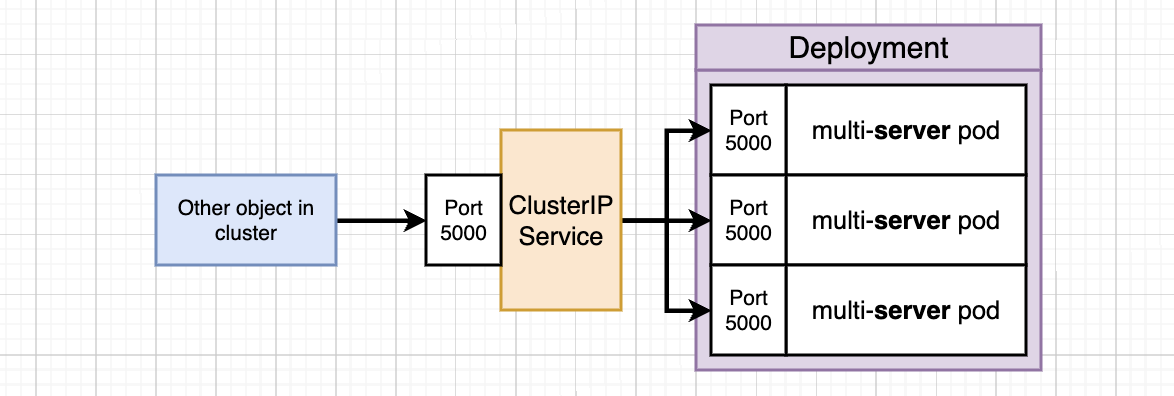 Deployment
Port
5000
multi-server pod
Other object in
cluster
Port
5000
ClusterIP
Service
Port
5000
multi-server pod
Port
5000
multi-server pod